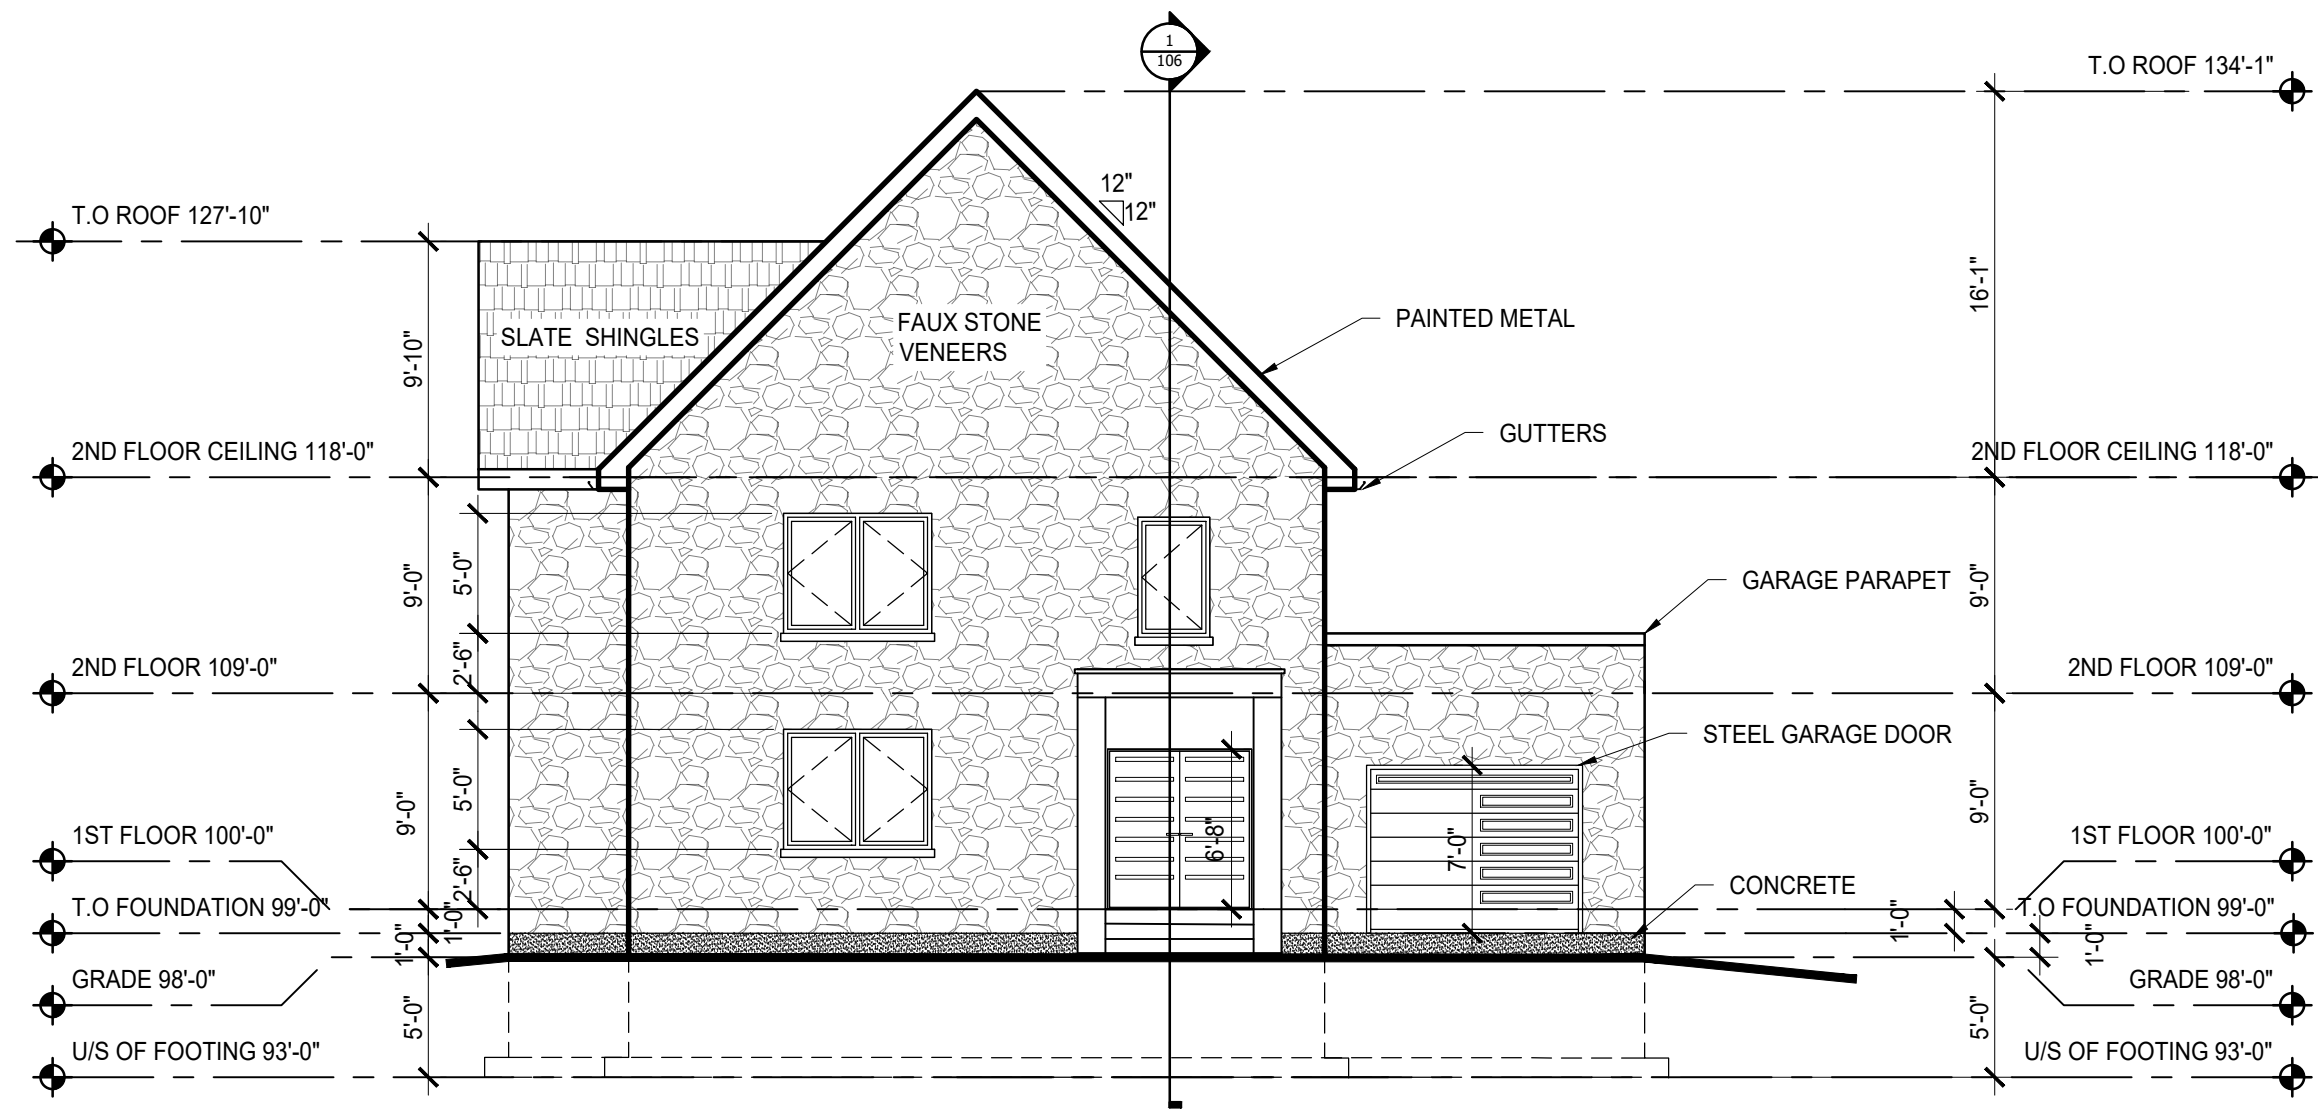 1
106
T.O ROOF 134'-1"
12"
12"
T.O ROOF 127'-10"
16'-1"
FAUX STONE
VENEERS
PAINTED METAL
SLATE SHINGLES
9'-10"
GUTTERS
2ND FLOOR CEILING 118'-0"
2ND FLOOR CEILING 118'-0"
9'-0"
5'-0"
9'-0"
GARAGE PARAPET
2'-6"
2ND FLOOR 109'-0"
2ND FLOOR 109'-0"
STEEL GARAGE DOOR
5'-0"
9'-0"
9'-0"
6'-8"
7'-0"
1ST FLOOR 100'-0"
1ST FLOOR 100'-0"
2'-6"
CONCRETE
T.O FOUNDATION 99'-0"
T.O FOUNDATION 99'-0"
1'-0"
1'-0"
1'-0"
1'-0"
GRADE 98'-0"
GRADE 98'-0"
5'-0"
5'-0"
U/S OF FOOTING 93'-0"
U/S OF FOOTING 93'-0"